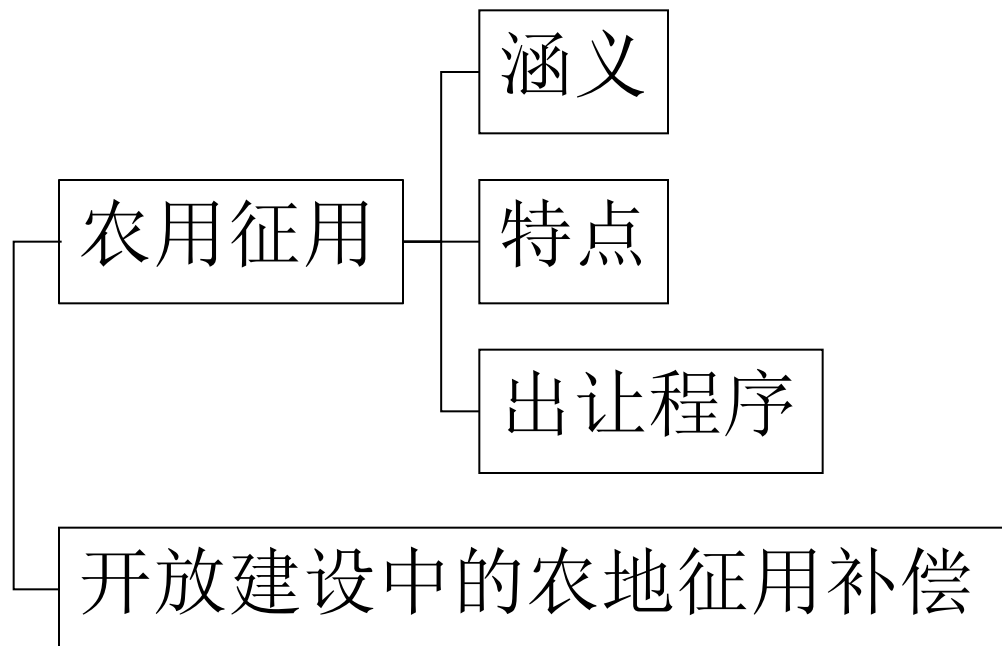 涵义
农用征用
特点
出让程序
开放建设中的农地征用补偿